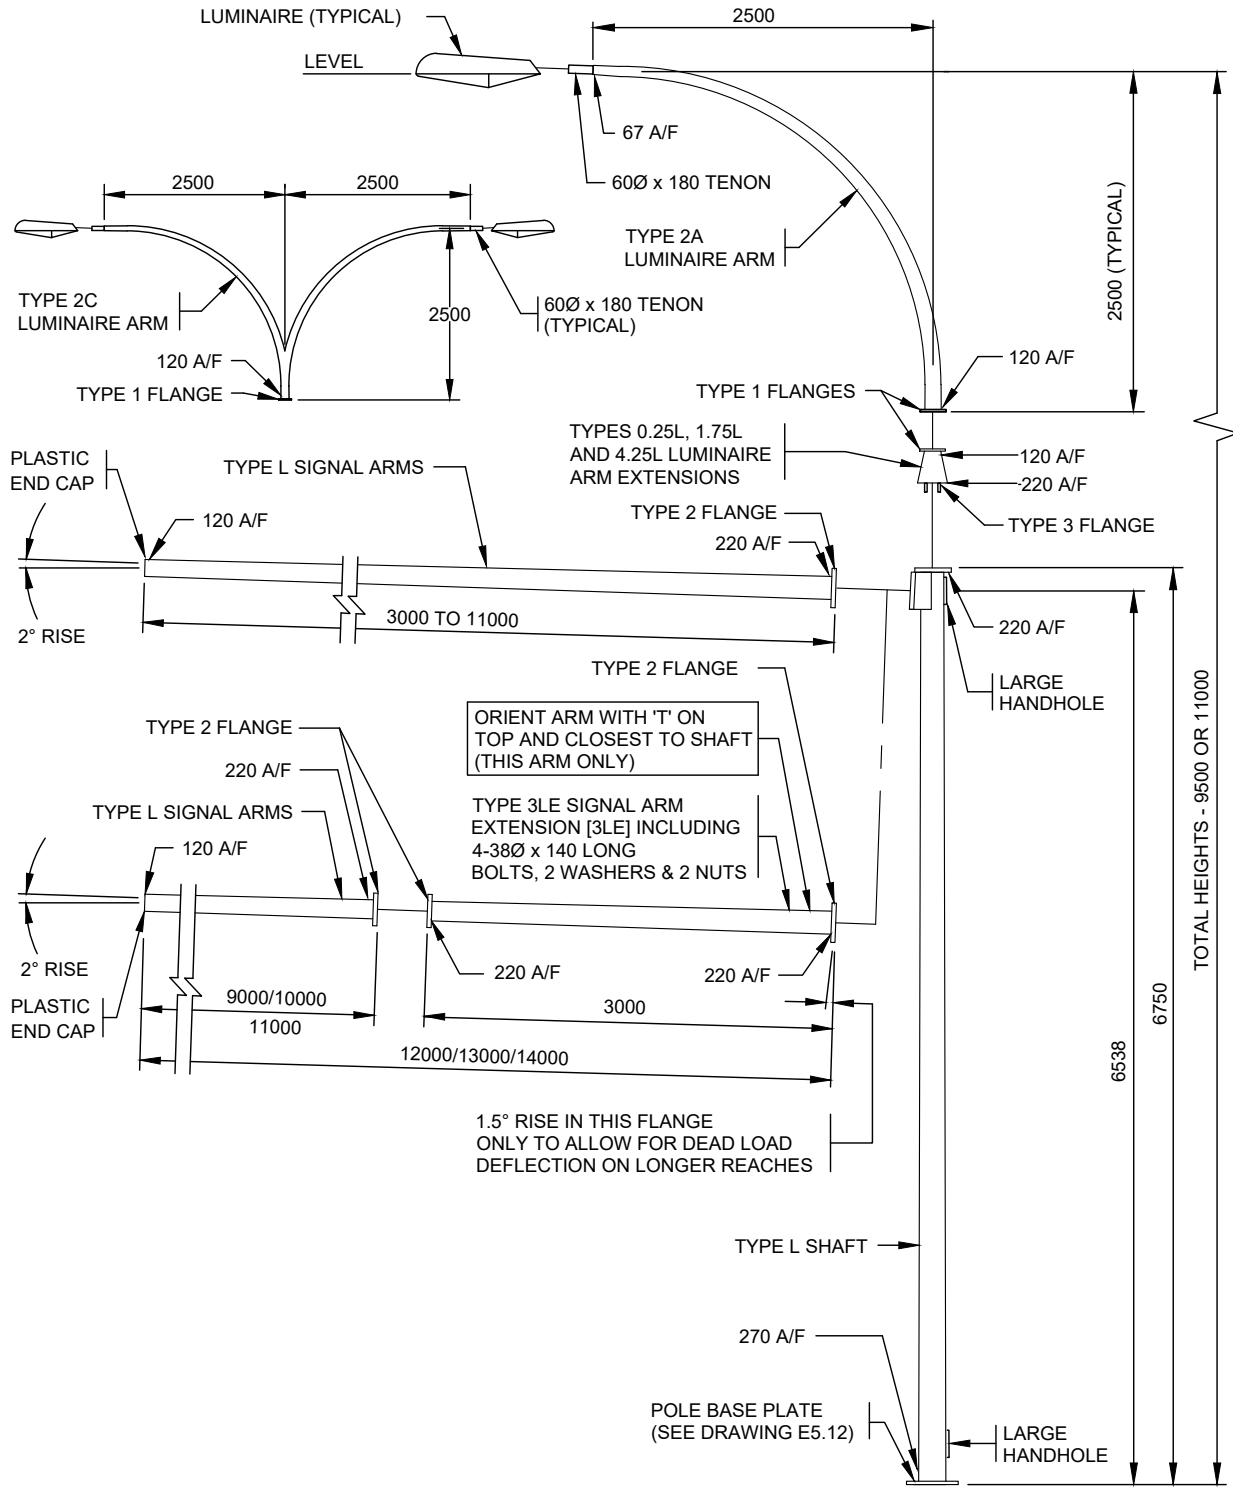 LUMINAIRE (TYPICAL)
2500
LEVEL
67 A/F
60Ø x 180 TENON
2500
2500
TYPE 2A
LUMINAIRE ARM
2500 (TYPICAL)
TYPE 2C
LUMINAIRE ARM
2500
60Ø x 180 TENON
(TYPICAL)
120 A/F
TYPE 1 FLANGE
120 A/F
TYPE 1 FLANGES
TYPES 0.25L, 1.75L
AND 4.25L LUMINAIRE
ARM EXTENSIONS
120 A/F
220 A/F
TYPE 3 FLANGE
PLASTIC
END CAP
TYPE L SIGNAL ARMS
TYPE 2 FLANGE
120 A/F
220 A/F
2° RISE
3000 TO 11000
220 A/F
LARGE
HANDHOLE
TYPE 2 FLANGE
ORIENT ARM WITH 'T' ON
TOP AND CLOSEST TO SHAFT
(THIS ARM ONLY)
TYPE 2 FLANGE
220 A/F
TYPE L SIGNAL ARMS
TYPE 3LE SIGNAL ARM
EXTENSION [3LE] INCLUDING
4-38Ø x 140 LONG
BOLTS, 2 WASHERS & 2 NUTS
120 A/F
2° RISE
PLASTIC
END CAP
220 A/F
220 A/F
9000/10000
11000
3000
12000/13000/14000
TOTAL HEIGHTS - 9500 OR 11000
6750
6538
1.5° RISE IN THIS FLANGE
ONLY TO ALLOW FOR DEAD LOAD
DEFLECTION ON LONGER REACHES
TYPE L SHAFT
270 A/F
POLE BASE PLATE
(SEE DRAWING E5.12)
LARGE
HANDHOLE